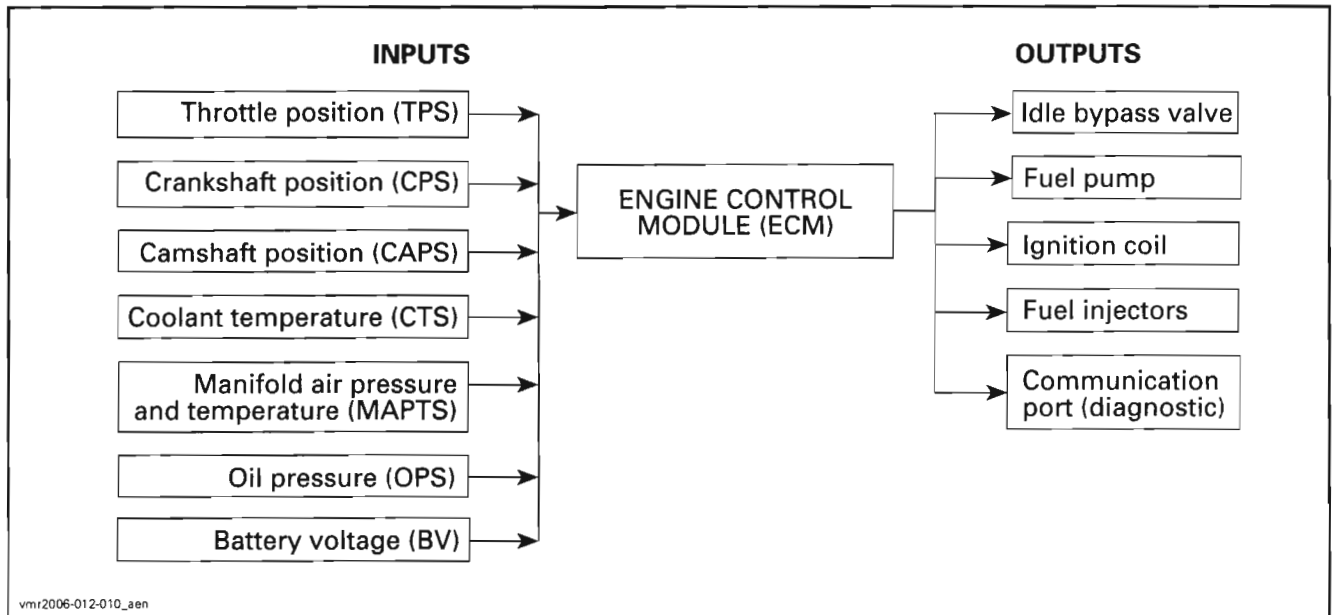 INPUTS
Throttle position (TPS)
Crankshaft position (CPS)
Camshaft position (CAPS)
Coolant temperature (CTS)
Manifold air pressure
and temperature (MAPTS)
Oil pressure (OPS)
Battery voltage (BV)
ENGINE CONTROL
MODULE (ECM)
OUTPUTS
Idle bypass valve
Fuel pump
Ignition coil
Fuel injectors
Communication
port (diagnostic)
vmr2006-012-010_aen